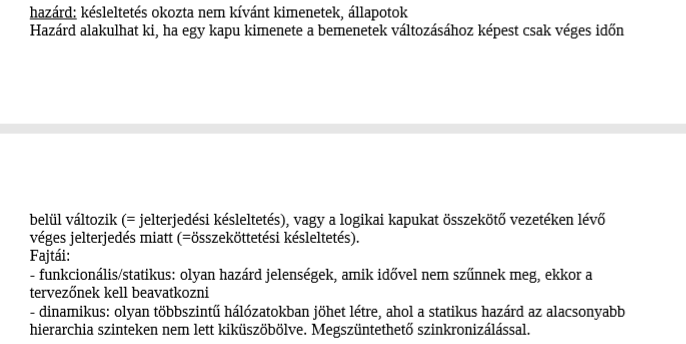 hazárd: késleltetés okozta nem kívánt kimenetek, állapotok
Hazárd alakulhat ki, ha egy kapu kimenete a bemenetek változásához képest csak véges időn
belül változik (= jelterjedési késleltetés), vagy a logikai kapukat összekötő vezetéken lévő
véges jelterjedés miatt (=összeköttetési késleltetés).
Fajtái:
- funkcionális/statikus: olyan hazárd jelenségek, amik idővel nem szűnnek meg, ekkor a
tervezőnek kell beavatkozni
- dinamikus: olyan többszintű hálózatokban jöhet létre, ahol a statikus hazárd az alacsonyabb
hierarchia szinteken nem lett kiküszöbölve. Megszüntethető szinkronizálással.